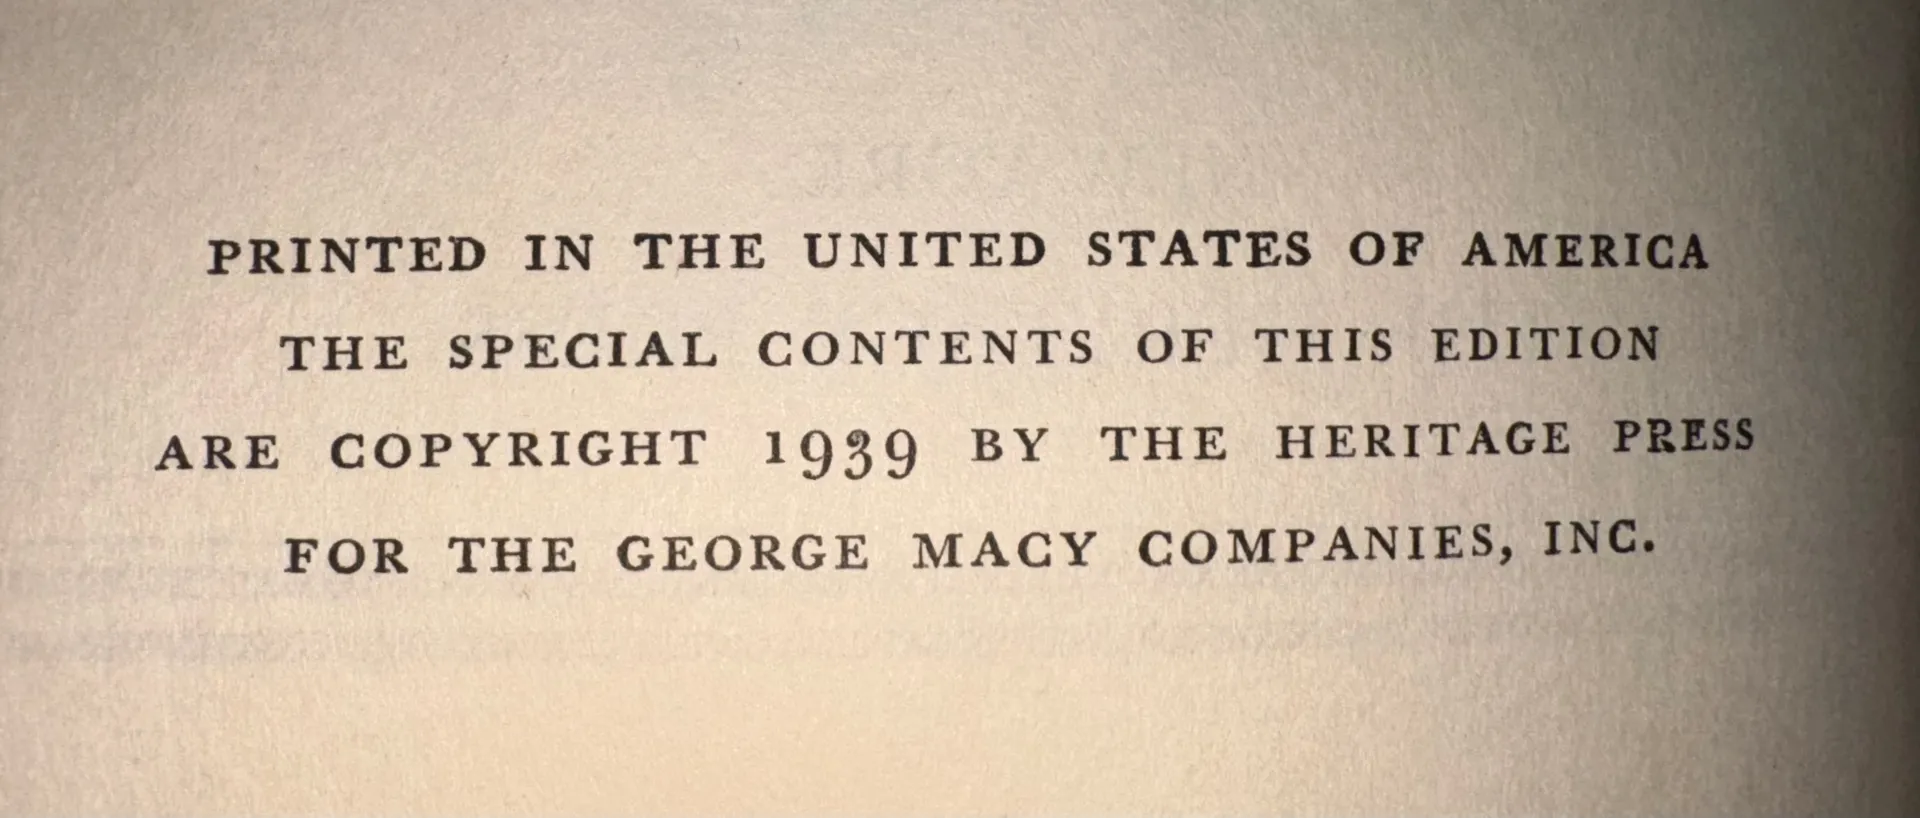 PRINTED IN THE UNITED STATES OF AMERICA
THE SPECIAL CONTENTS OF THIS EDITION
ARE COPYRIGHT 1939 BY THE HERITAGE PRESS
FOR THE GEORGE MACY COMPANIES, INC.